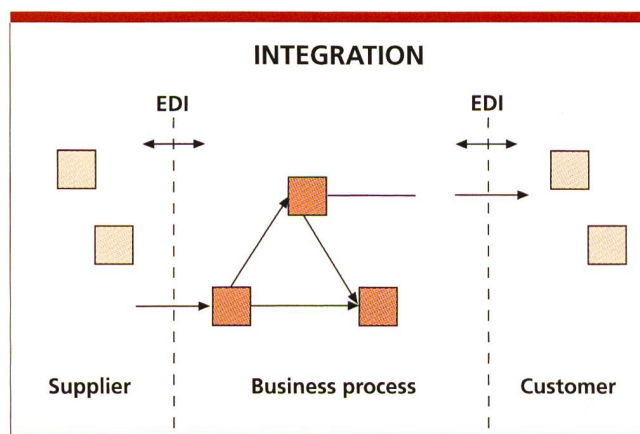 INTEGRATION
EDI
EDI
Supplier
Business process
Customer